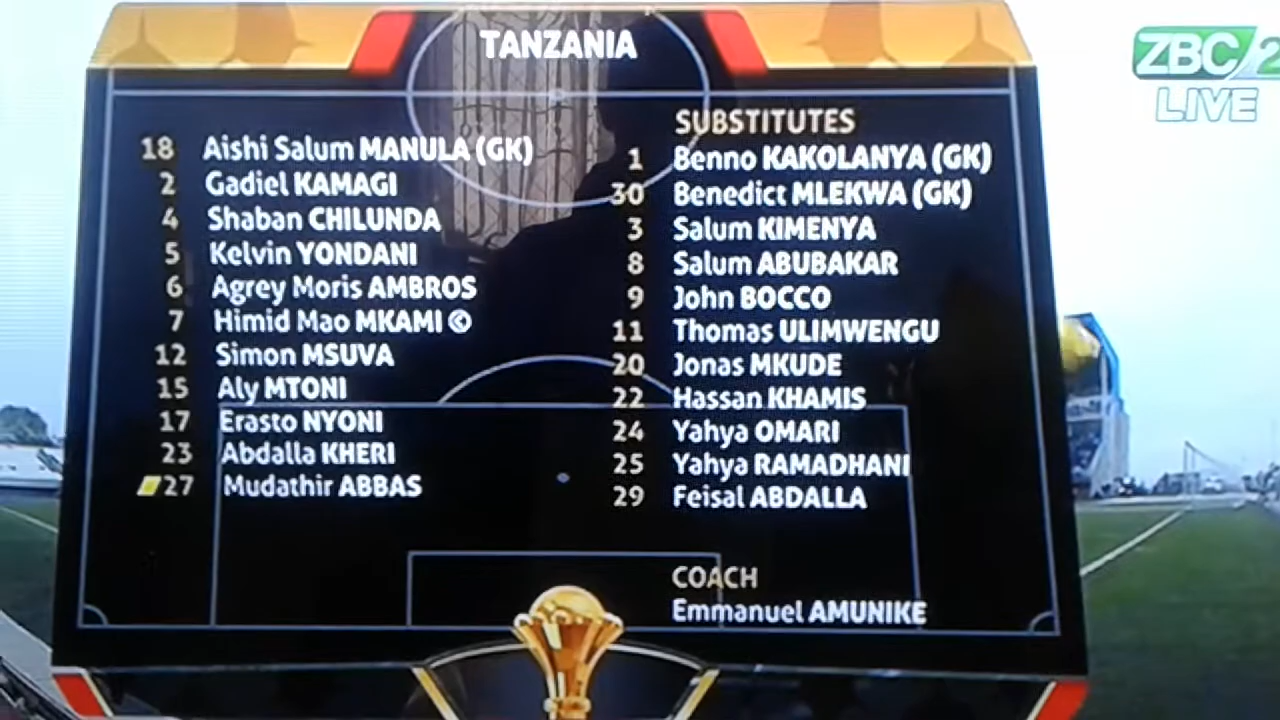 TANZANIA
ZBC/2
LIVE
18 Aishi Salum MANULA (GK)
2 Gadiel KAMAGI
4 Shaban CHILUNDA
5 Kelvin YONDANI
6 Agrey Moris AMBROS
7 Himid Mao MKAMI ©
12 Simon MSUVA
15 Aly MTONI
17 Erasto NYONI
23 Abdalla KHERI
27 Mudathir ABBAS
SUBSTITUTES
1 Benno KAKOLANYA (GK)
30 Benedict MLEKWA (GK)
3 Salum KIMENYA
8 Salum ABUBAKAR
9 John BOCCO
11 Thomas ULIMWENGU
20 Jonas MKUDE
22 Hassan KHAMIS
24 Yahya OMARI
25 Yahya RAMADHANI
29 Feisal ABDALLA
COACH
Emmanuel AMUNIKE